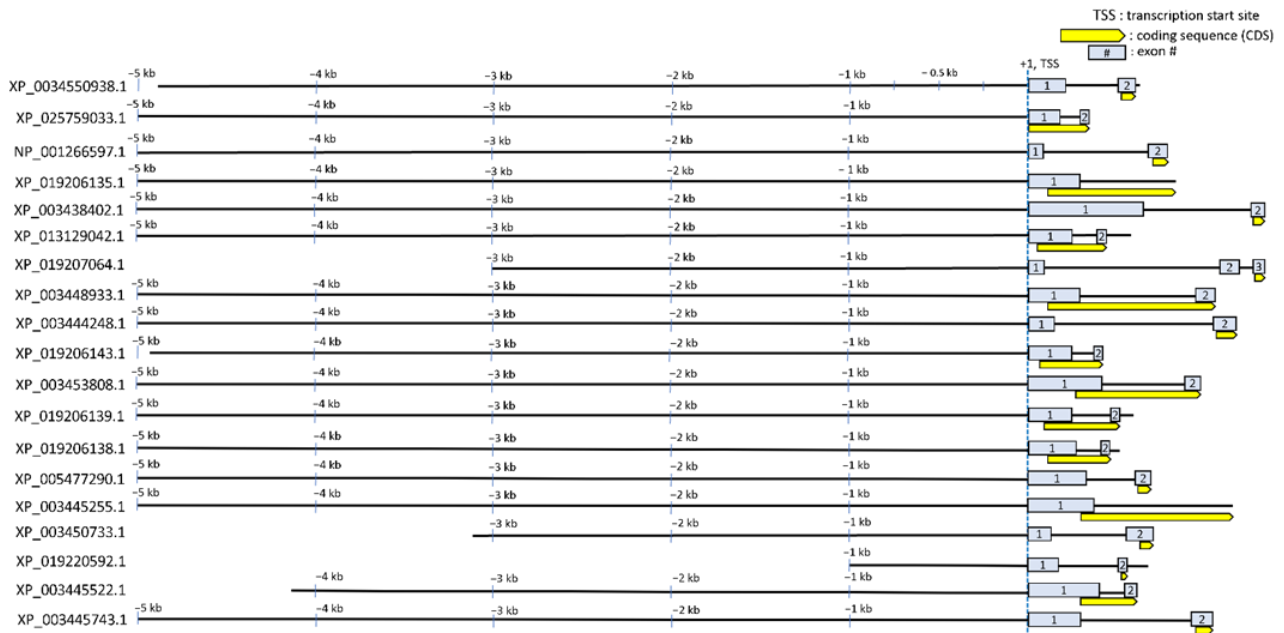 TSS : transcription start site
: coding sequence (CDS)
# : exon #
+1, TSS
XP_0034550938.1 −5 kb −4 kb −3 kb −2 kb −1 kb − 0.5 kb 1 2
XP_025759033.1 −5 kb −4 kb −3 kb −2 kb −1 kb 1 2
NP_001266597.1 −5 kb −4 kb −3 kb −2 kb −1 kb 1 2
XP_019206135.1 −5 kb −4 kb −3 kb −2 kb − 1 kb 1
XP_003438402.1 −5 kb −4 kb −3 kb −2 kb −1 kb 1 2
XP_013129042.1 −5 kb −4 kb −3 kb −2 kb −1 kb 1 2
XP_019207064.1 −3 kb −2 kb −1 kb 1 2 3
XP_003448933.1 −5 kb −4 kb −3 kb −2 kb −1 kb 1 2
XP_003444248.1 −5 kb −4 kb −3 kb −2 kb −1 kb 1 2
XP_019206143.1 −5 kb −4 kb −3 kb −2 kb −1 kb 1 2
XP_003453808.1 −5 kb −4 kb −3 kb −2 kb −1 kb 1 2
XP_019206139.1 −5 kb −4 kb −3 kb −2 kb −1 kb 1 2
XP_019206138.1 −5 kb −4 kb −3 kb −2 kb −1 kb 1 2
XP_005477290.1 −5 kb −4 kb −3 kb −2 kb −1 kb 1 2
XP_003445255.1 −5 kb −4 kb −3 kb −2 kb −1 kb 1
XP_003450733.1 −3 kb −2 kb −1 kb 1 2
XP_019220592.1 −1 kb 1 2
XP_003445522.1 −4 kb −3 kb −2 kb −1 kb 1 2
XP_003445743.1 −5 kb −4 kb −3 kb −2 kb −1 kb 1 2